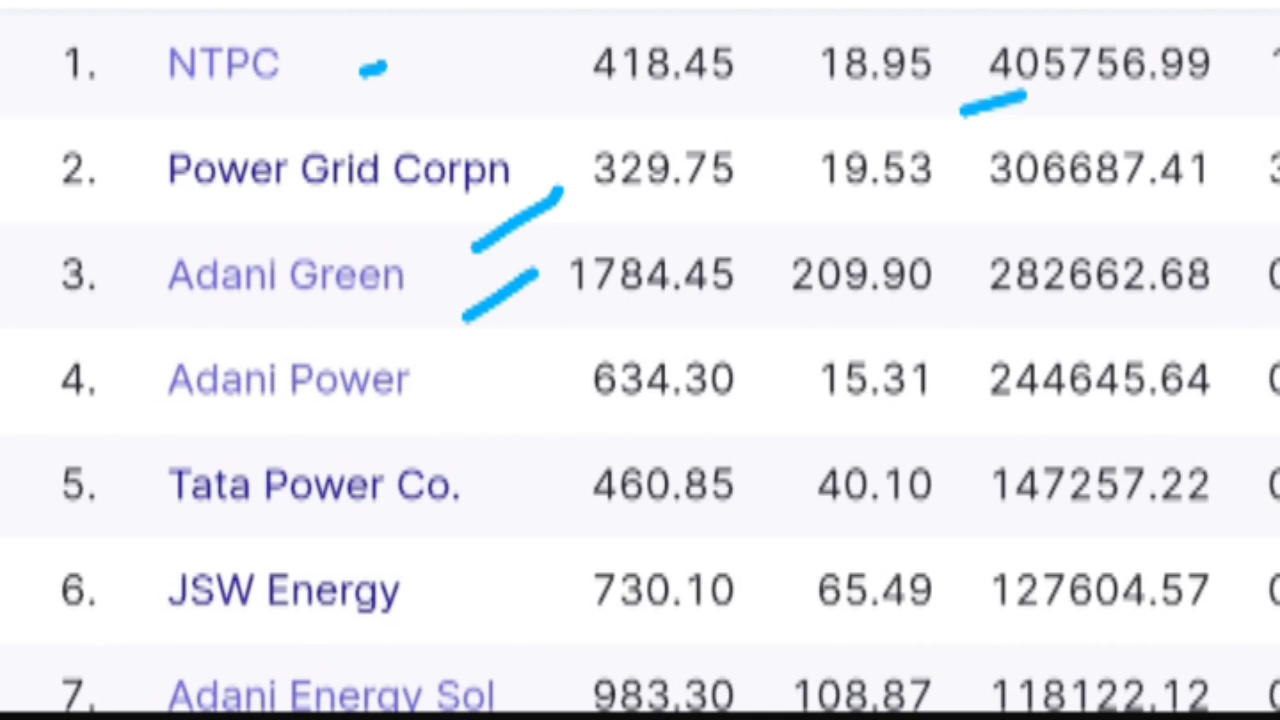 1. NTPC 418.45 18.95 405756.99
2. Power Grid Corpn 329.75 19.53 306687.41
3. Adani Green 1784.45 209.90 282662.68
4. Adani Power 634.30 15.31 244645.64
5. Tata Power Co. 460.85 40.10 147257.22
6. JSW Energy 730.10 65.49 127604.57
7. Adani Energy Sol 983.30 108.87 118122.12